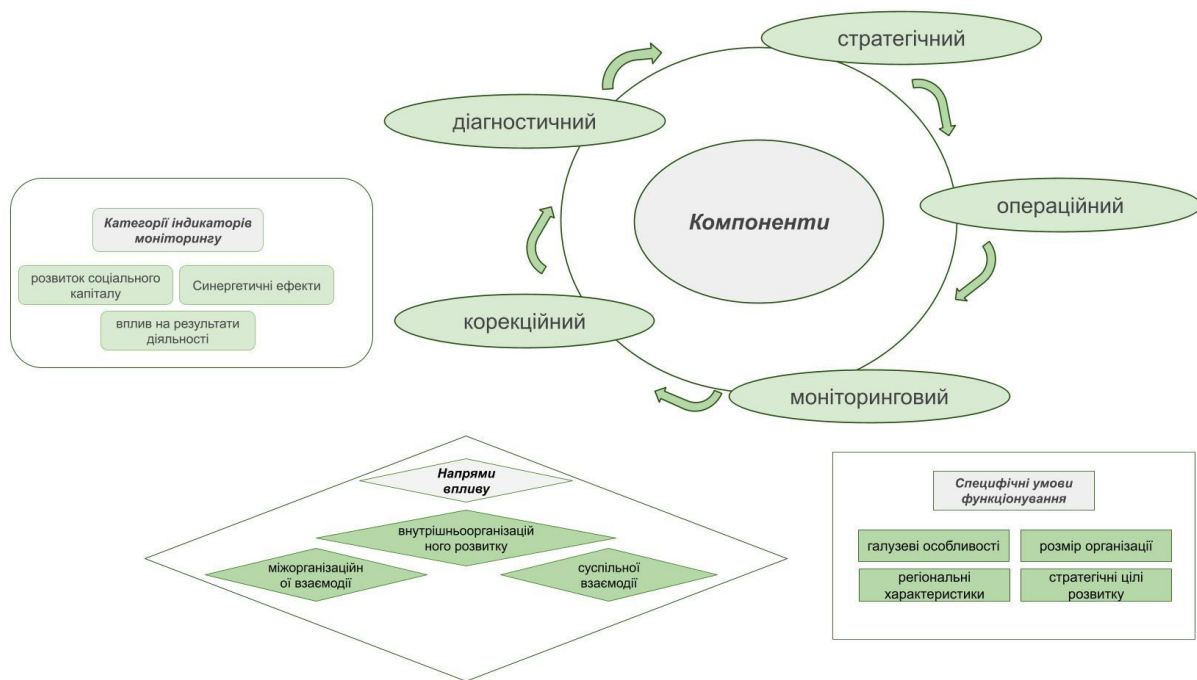 стратегічний
діагностичний
Компоненти
операційний
корекційний
моніторинговий
Категорії індикаторів
моніторингу
розвиток соціального
капіталу
Синергетичні ефекти
вплив на результати
діяльності
Напрями
впливу
внутрішньоорганізацій
ного розвитку
міжорганізаційн
ої взаємодії
суспільної
взаємодії
Специфічні умови
функціонування
галузеві особливості
розмір організації
регіональні
характеристики
стратегічні цілі
розвитку